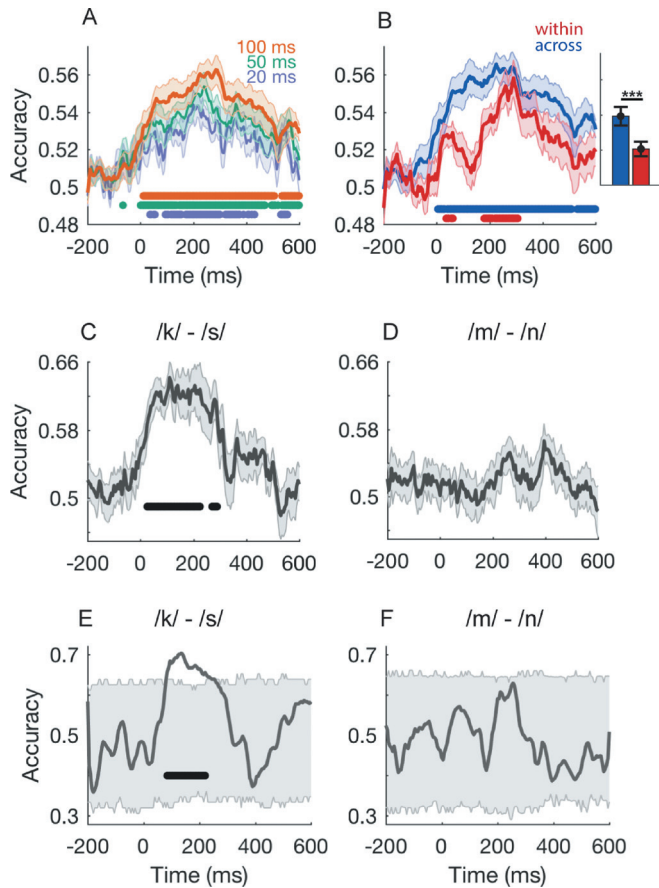 A
100 ms
50 ms
20 ms
Accuracy
0.56
0.54
0.52
0.5
0.48
-200 0 200 400 600
Time (ms)
B
within
across
***
0.56
0.54
0.52
0.5
0.48
-200 0 200 400 600
Time (ms)
C /k/ - /s/
Accuracy
0.66
0.58
0.5
-200 0 200 400 600
D /m/ - /n/
0.66
0.58
0.5
-200 0 200 400 600
E /k/ - /s/
Accuracy
0.7
0.5
0.3
-200 0 200 400 600
Time (ms)
F /m/ - /n/
0.7
0.5
0.3
-200 0 200 400 600
Time (ms)